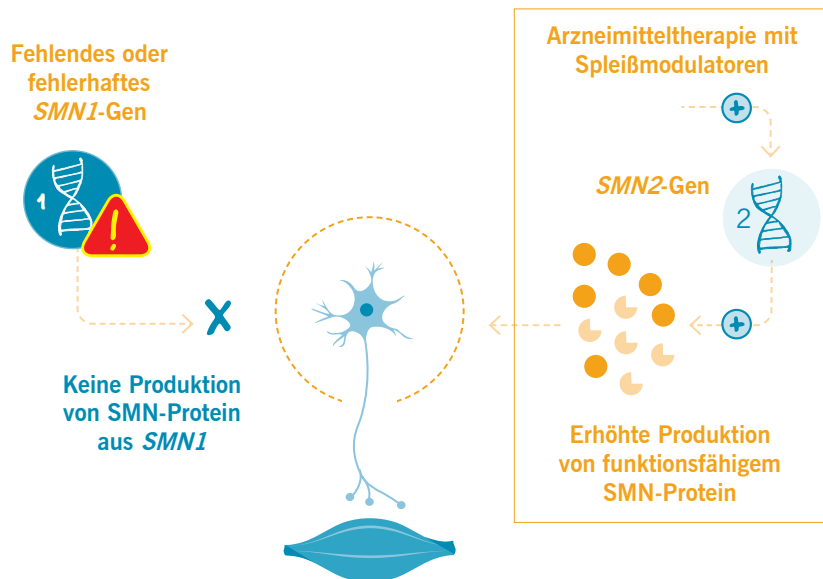 Fehlendes oder
fehlerhaftes
SMN1-Gen
1
Keine Produktion
von SMN-Protein
aus SMN1
Arzneimitteltherapie mit
Spleißmodulatoren
SMN2-Gen
2
Erhöhte Produktion
von funktionsfähigem
SMN-Protein